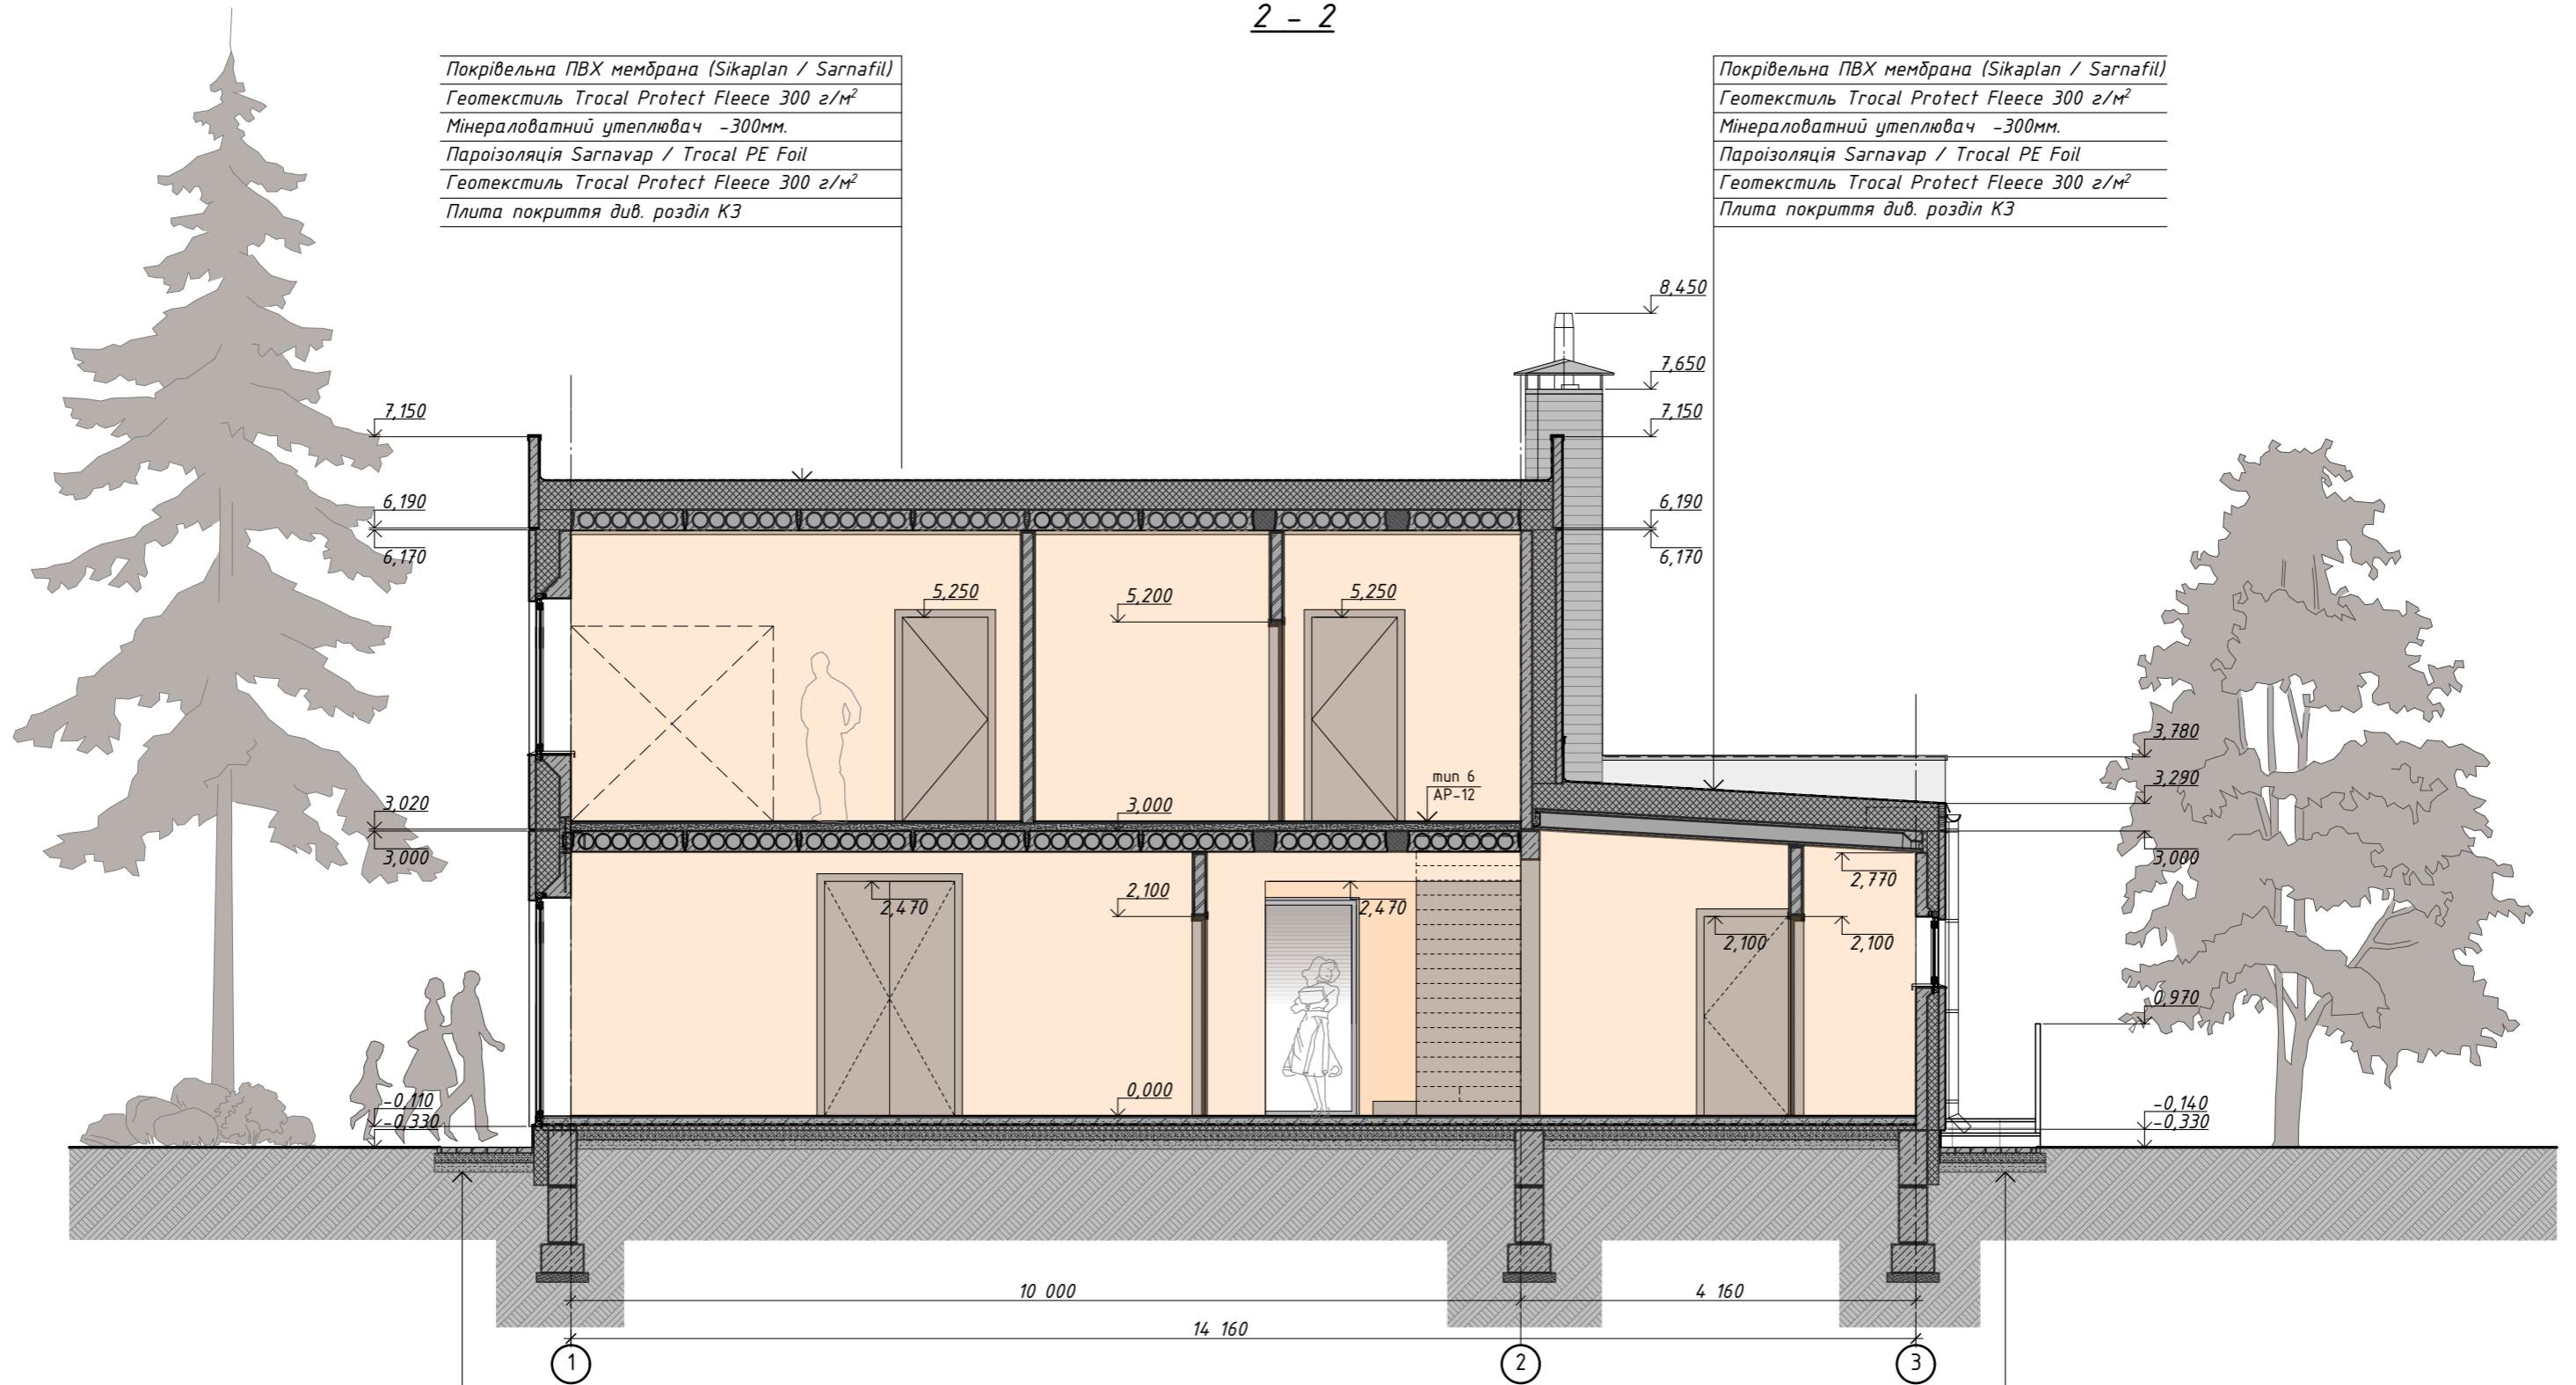 2 - 2
Покрівельна ПВХ мембрана (Sikaplan / Sarnafil)
Геотекстиль Trocal Protect Fleece 300 г/м²
Мінераловатний утеплювач -300мм.
Пароізоляція Sarnavap / Trocal PE Foil
Геотекстиль Trocal Protect Fleece 300 г/м²
Плита покриття див. розділ КЗ
Покрівельна ПВХ мембрана (Sikaplan / Sarnafil)
Геотекстиль Trocal Protect Fleece 300 г/м²
Мінераловатний утеплювач -300мм.
Пароізоляція Sarnavap / Trocal PE Foil
Геотекстиль Trocal Protect Fleece 300 г/м²
Плита покриття див. розділ КЗ
8,450
7,650
7,150
7,150
6,190
6,190
6,170
6,170
5,250
5,200
5,250
3,780
тип 6
АР-12
3,290
3,020
3,000
3,000
3,000
2,770
2,470
2,100
2,470
2,100
2,100
0,970
0,000
-0,110
-0,330
-0,140
-0,330
10 000
4 160
14 160
1
2
3